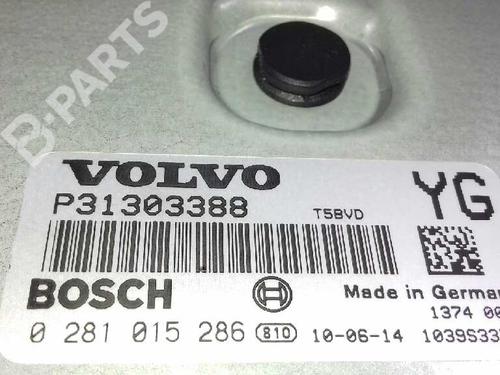 B-PARTS
VOLVO
P31303388
T5BVD
YG
BOSCH
Made in German
1374 00
0 281 015 286 810 10-06-14 1039S33